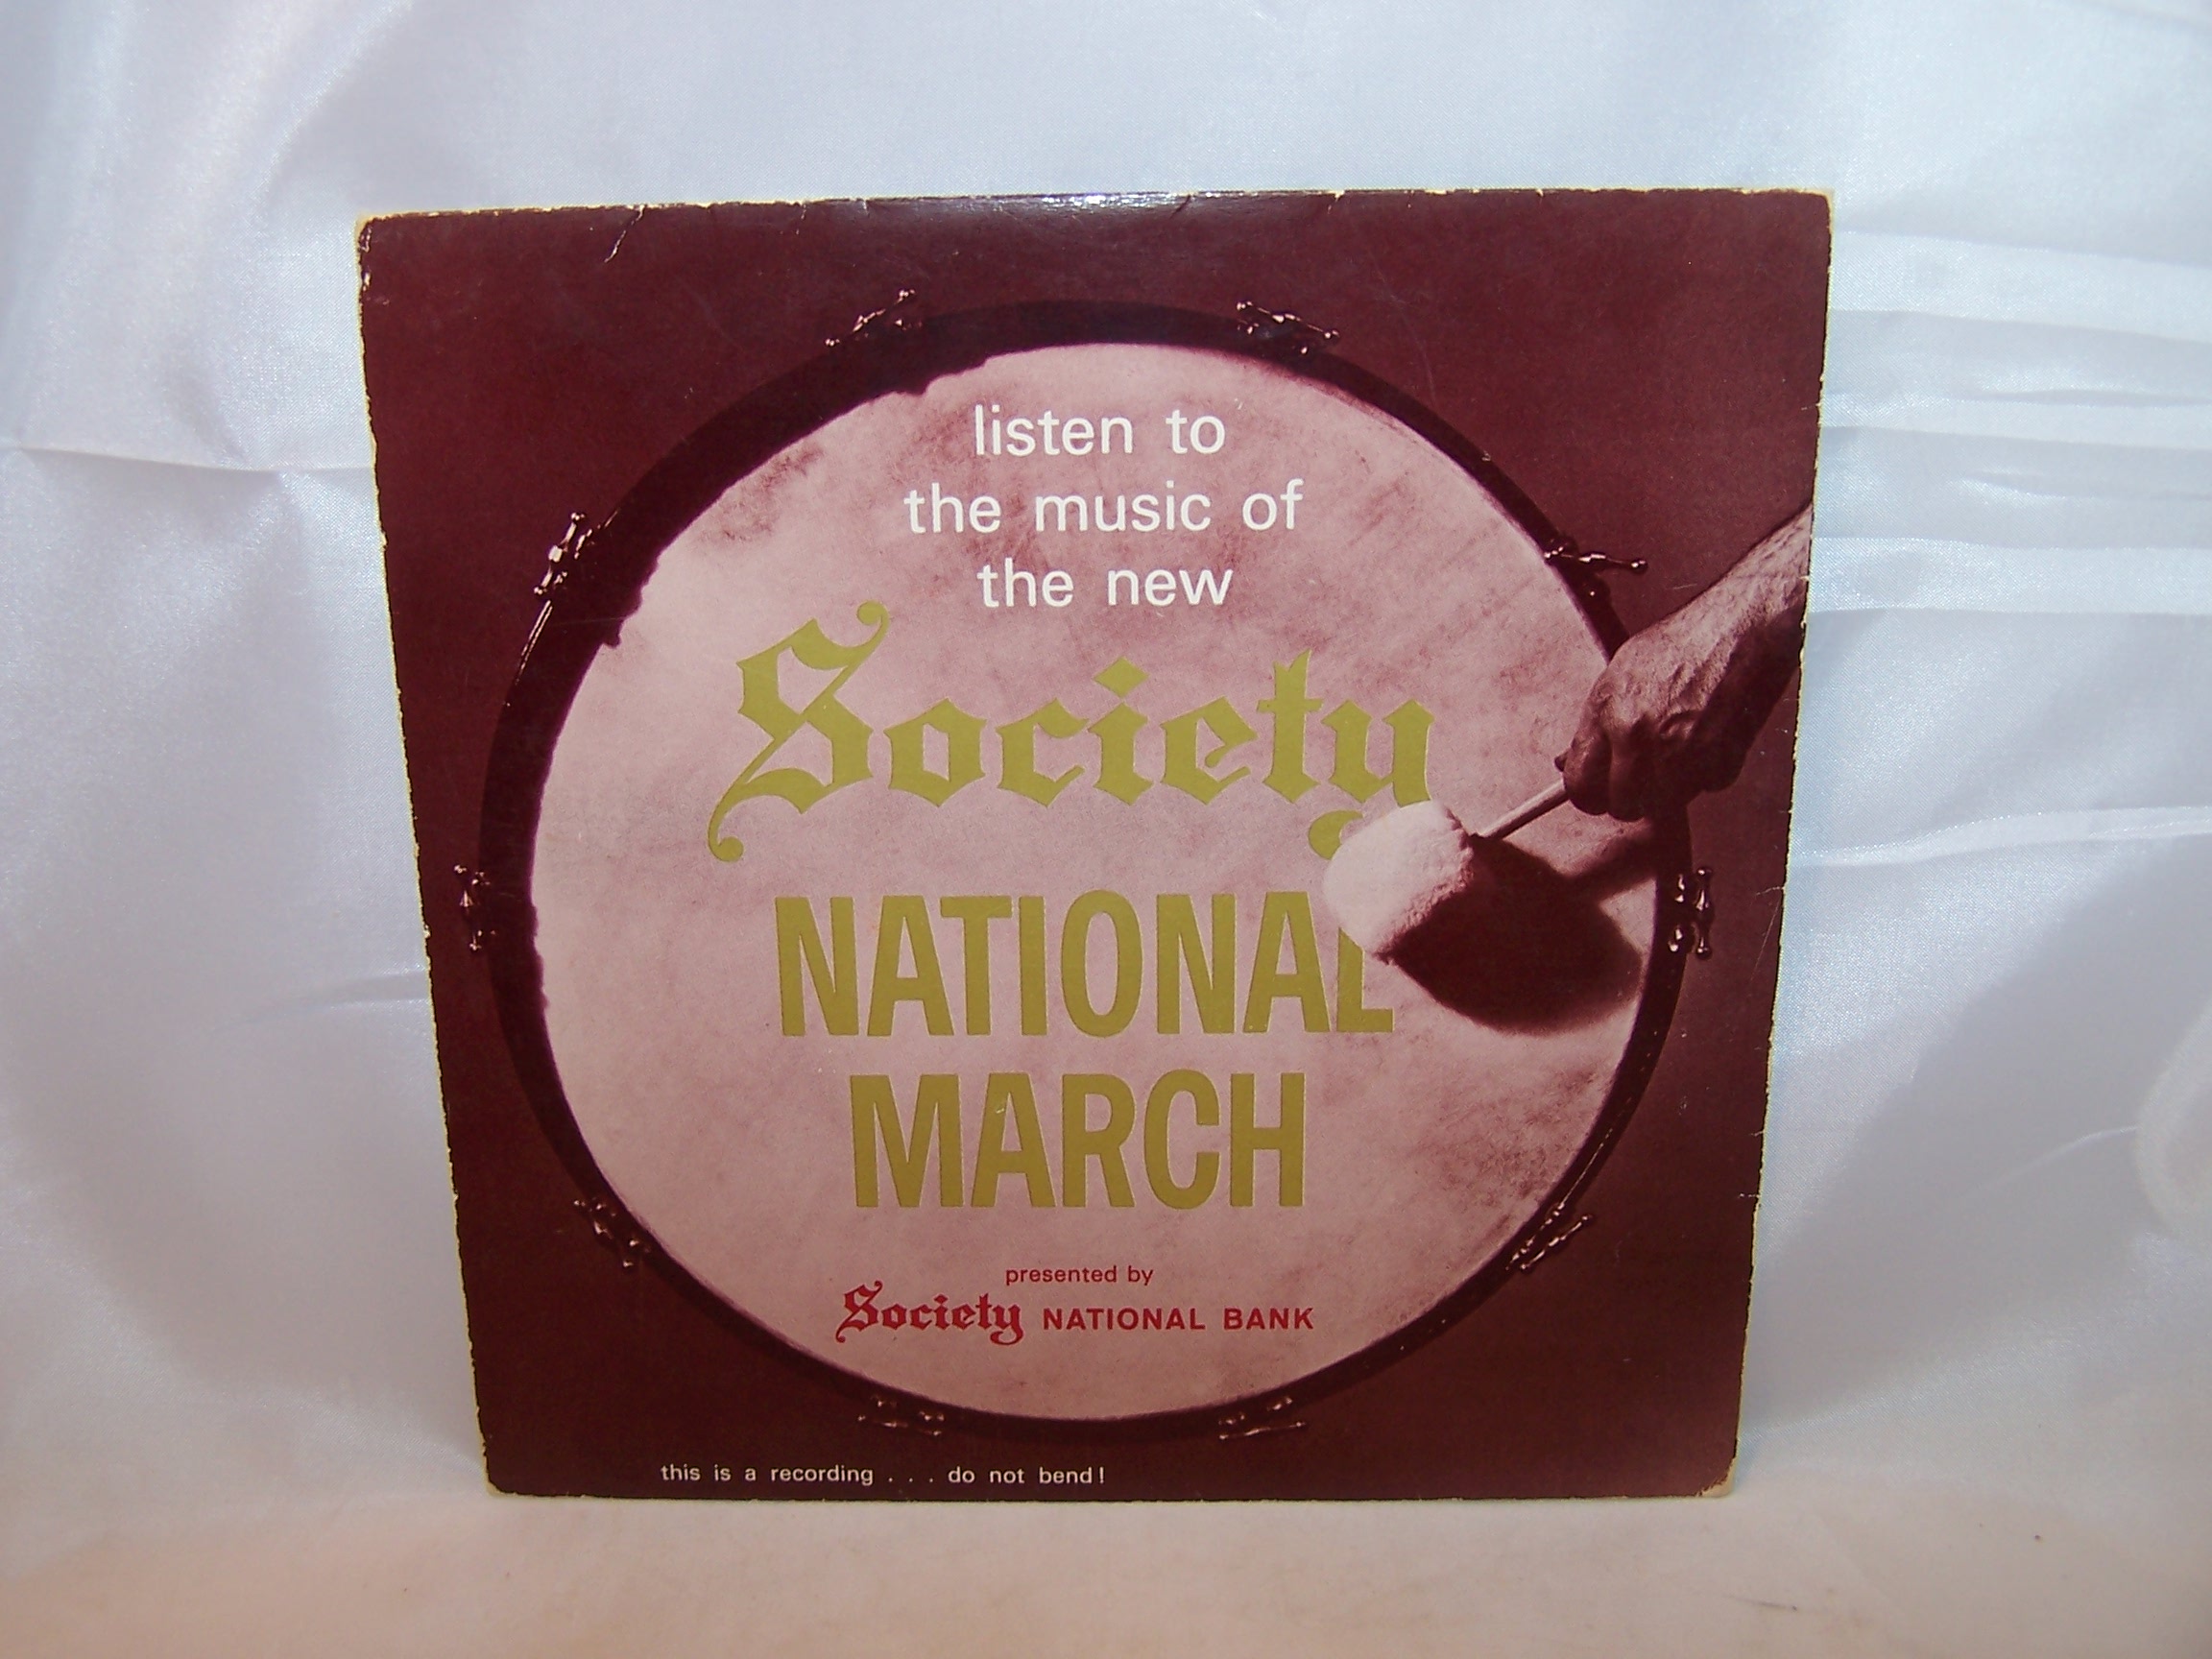 listen to
the music of
the new
Society
NATIONAL
MARCH
presented by
Society NATIONAL BANK
this is a recording . . . do not bend!